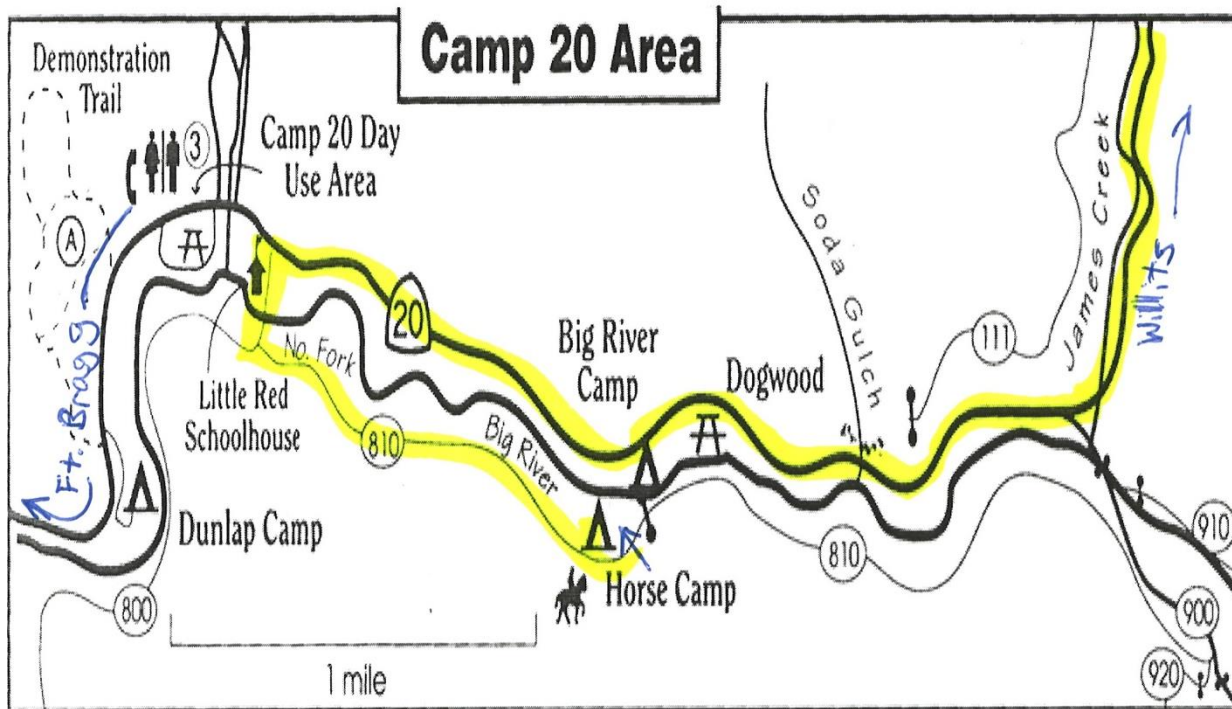 Camp 20 Area
Demonstration
Trail
3
Camp 20 Day
Use Area
A
Ft. Bragg
20
No. Fork
Big River
Little Red
Schoolhouse
810
Big River
Camp
Dogwood
Soda Gulch
111
James Creek
Willits
Dunlap Camp
Horse Camp
810
800
910
900
920
1 mile